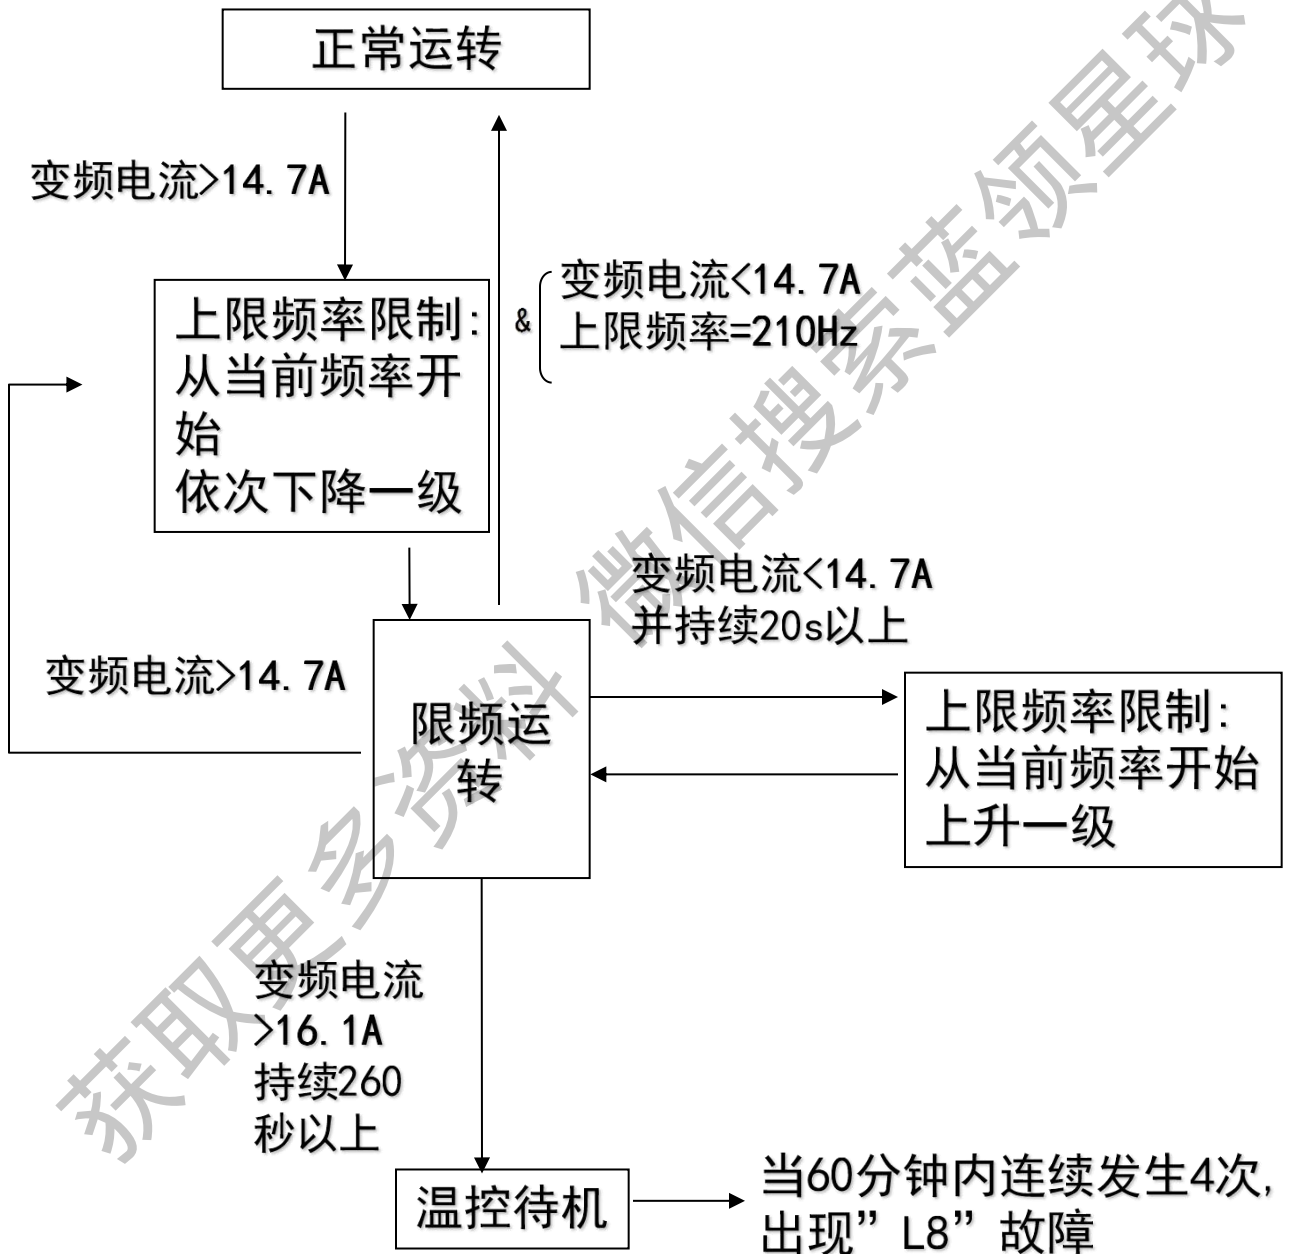 正常运转
变频电流>14.7A
变频电流<14.7A
&
上限频率=210Hz
上限频率限制:
从当前频率开
始
依次下降一级
变频电流<14.7A
并持续20s以上
变频电流>14.7A
限频运
转
上限频率限制:
从当前频率开始
上升一级
变频电流
>16.1A
持续260
秒以上
温控待机
当60分钟内连续发生4次,
出现”L8”故障
获取更多资料 微信搜索蓝领星球